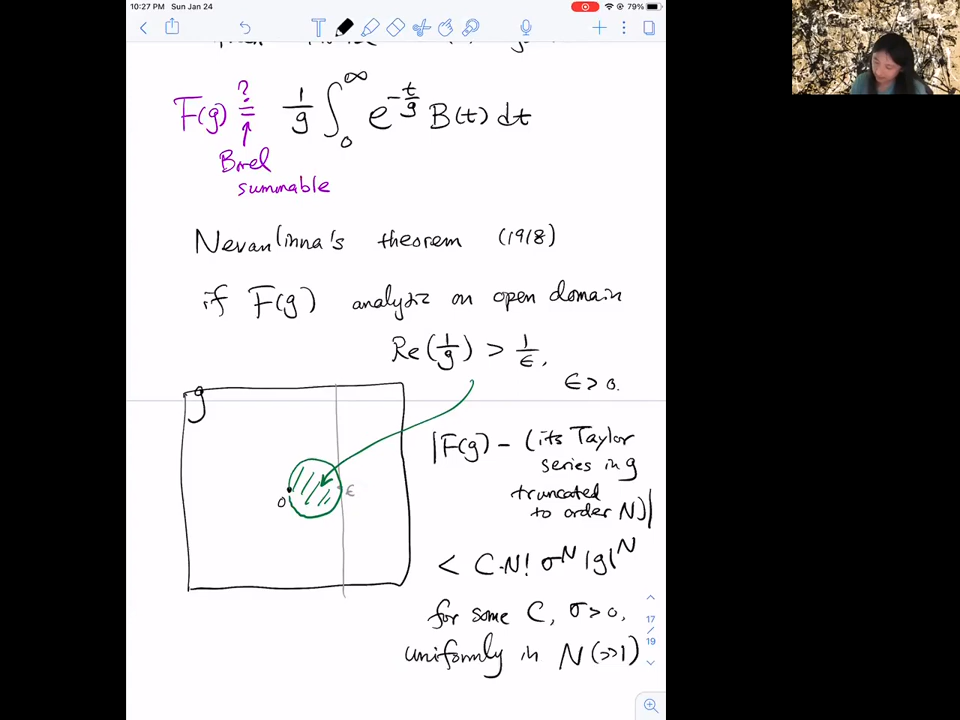 10:27 PM Sun Jan 24
79%
F(g) ?= 1/g ∫₀^∞ e^{-t/g} B(t) dt
Borel
summable
Nevanlinna's theorem (1918)
if F(g) analytic on open domain
Re(1/g) > 1/ε,
ε > 0.
g
0
ε
|F(g) - (its Taylor
series in g
truncated
to order N)|
< C·N! σ^N |g|^N
for some C, σ>0,
uniformly in N(≫1)
17
/
19